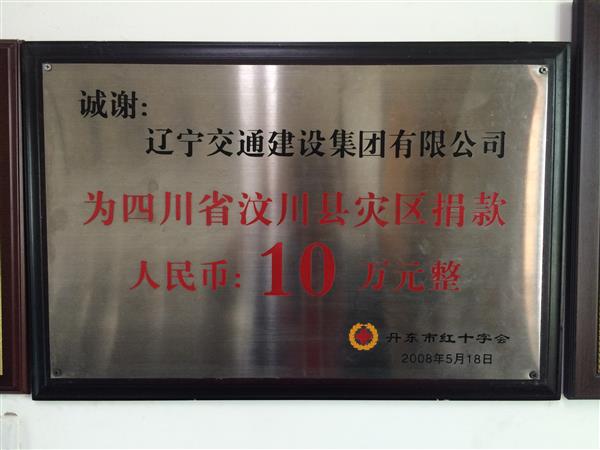 诚谢:
辽宁交通建设集团有限公司
为四川省汶川县灾区捐款
人民币: 10 万元整
丹东市红十字会
2008年5月18日